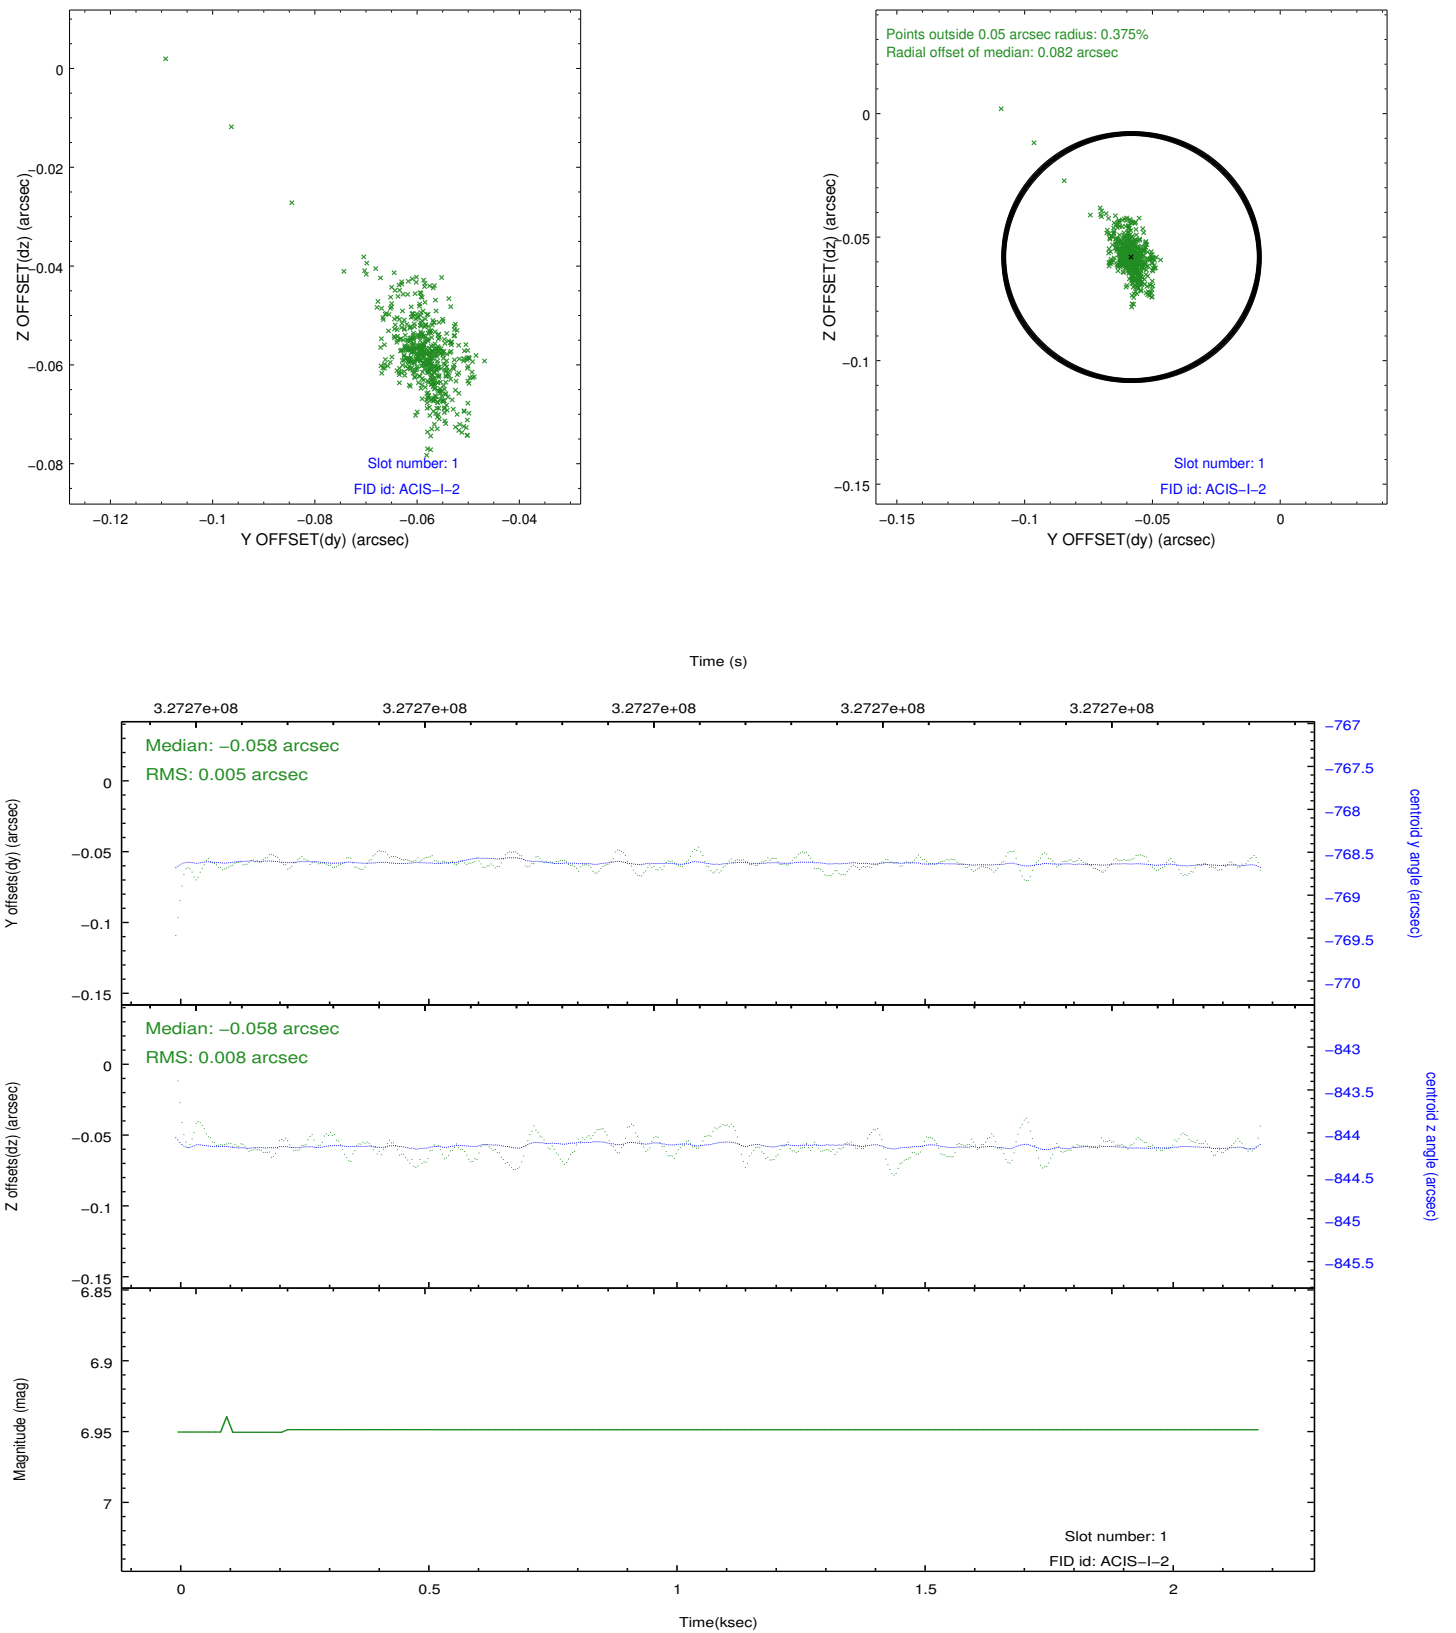 0
−0.02
−0.04
−0.06
−0.08
Z OFFSET(dz) (arcsec)
Slot number: 1
FID id: ACIS−I−2
−0.12
−0.1
−0.08
−0.06
−0.04
Y OFFSET(dy) (arcsec)
Points outside 0.05 arcsec radius: 0.375%
Radial offset of median: 0.082 arcsec
0
−0.05
−0.1
−0.15
Z OFFSET(dz) (arcsec)
Slot number: 1
FID id: ACIS−I−2
−0.15
−0.1
−0.05
0
Y OFFSET(dy) (arcsec)
Time (s)
3.2727e+08
3.2727e+08
3.2727e+08
3.2727e+08
3.2727e+08
Median: −0.058 arcsec
RMS: 0.005 arcsec
0
−0.05
−0.1
−0.15
Y offsets(dy) (arcsec)
−767
−767.5
−768
−768.5
−769
−769.5
−770
centroid y angle (arcsec)
Median: −0.058 arcsec
RMS: 0.008 arcsec
0
−0.05
−0.1
−0.15
Z offsets(dz) (arcsec)
−843
−843.5
−844
−844.5
−845
−845.5
centroid z angle (arcsec)
6.85
6.9
6.95
7
Magnitude (mag)
Slot number: 1
FID id: ACIS−I−2
0
0.5
1
1.5
2
Time(ksec)